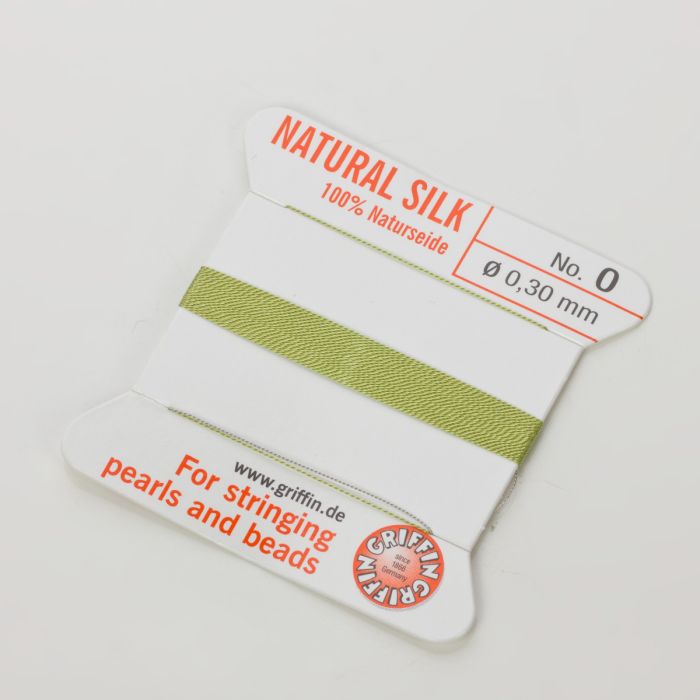 NATURAL SILK
100% Naturseide
No. 0
Ø 0,30 mm
www.griffin.de
For stringing
pearls and beads
GRIFFIN GRIFFIN
since
1866
Germany